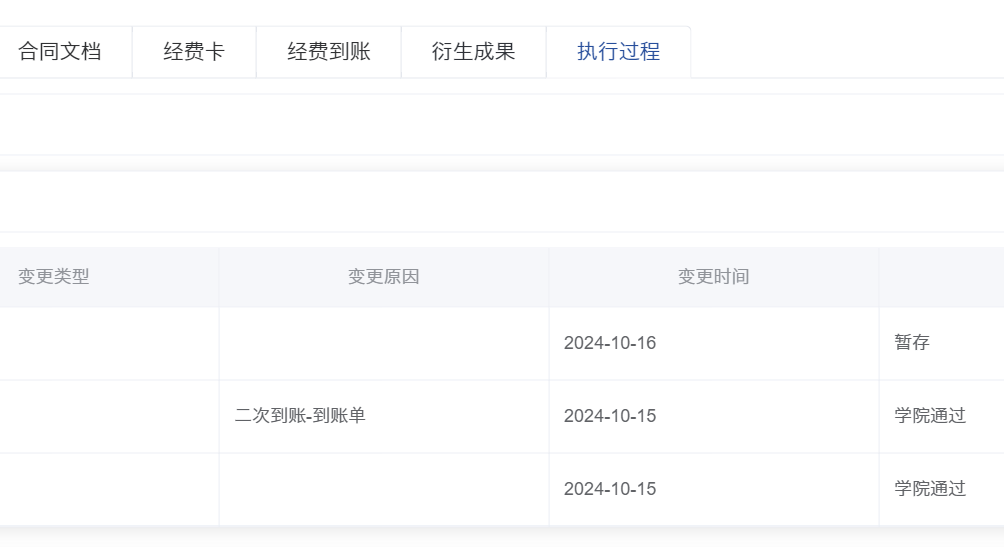 合同文档 经费卡 经费到账 衍生成果 执行过程
变更类型 变更原因 变更时间
2024-10-16 暂存
二次到账-到账单 2024-10-15 学院通过
2024-10-15 学院通过